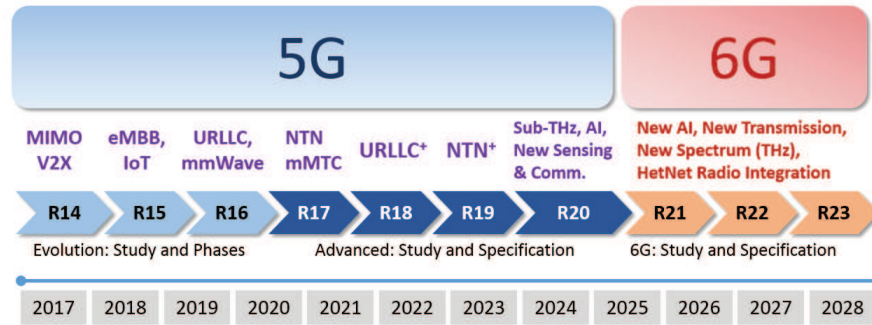 5G
6G
MIMO
V2X
eMBB,
IoT
URLLC,
mmWave
NTN
mMTC
URLLC⁺
NTN⁺
Sub-THz, AI,
New Sensing
& Comm.
New AI, New Transmission,
New Spectrum (THz),
HetNet Radio Integration
R14
R15
R16
R17
R18
R19
R20
R21
R22
R23
Evolution: Study and Phases
Advanced: Study and Specification
6G: Study and Specification
2017
2018
2019
2020
2021
2022
2023
2024
2025
2026
2027
2028